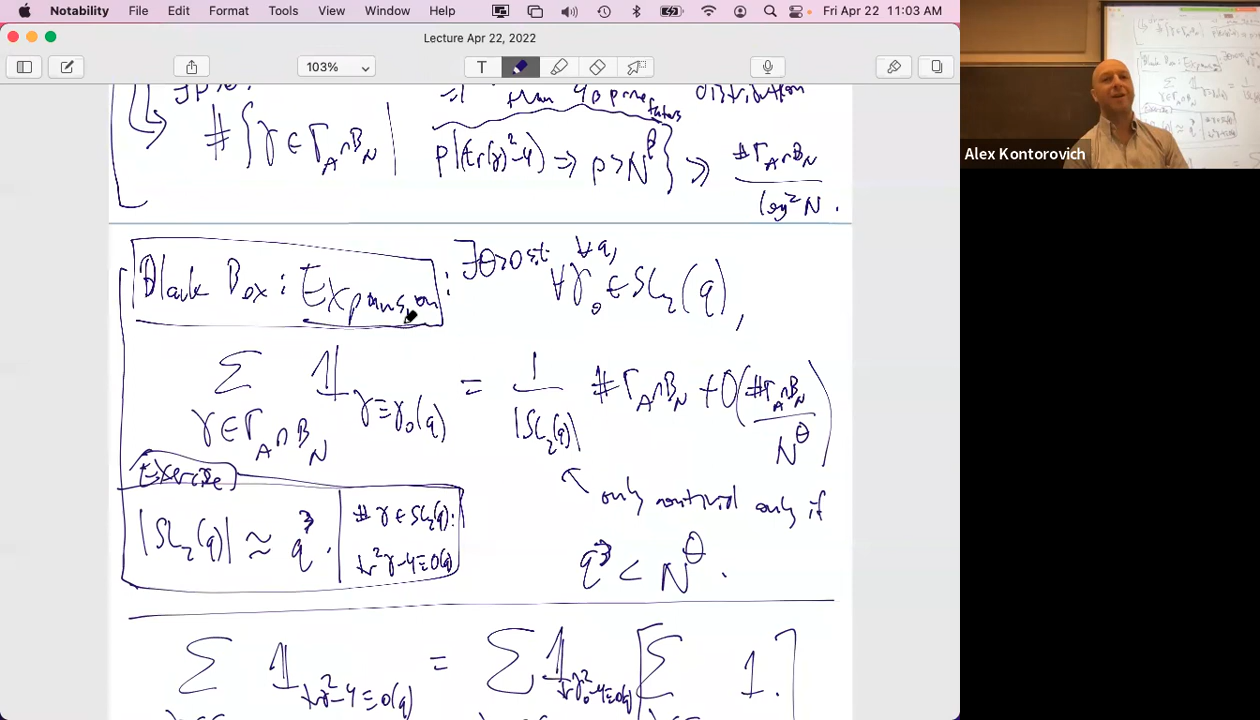 Notability File Edit Format Tools View Window Help Fri Apr 22 11:03 AM
Lecture Apr 22, 2022
103% T
than 40 prime factors distribution
#{γ ∈ Γ_A∩B_N | p|(tr(γ)²-4) ⇒ p>N^β} ≫ #Γ_A∩B_N / log² N.
Black Box: Expansion: ∃θ>0 s.t. ∀q, ∀γ₀∈SL₂(q),
∑_{γ∈Γ_A∩B_N} 𝟙_{γ≡γ₀(q)} = 1/|SL₂(q)| #Γ_A∩B_N + O(#Γ_A∩B_N / N^θ)
Exercise
|SL₂(q)| ≈ q³. | # γ∈SL₂(q): tr²γ-4≡0(q)
only nontrivial only if
q³ < N^θ.
∑ 𝟙_{tr²γ-4≡0(q)} = ∑ 𝟙_{tr²γ₀-4≡0(q)} [∑ 1.]
Alex Kontorovich